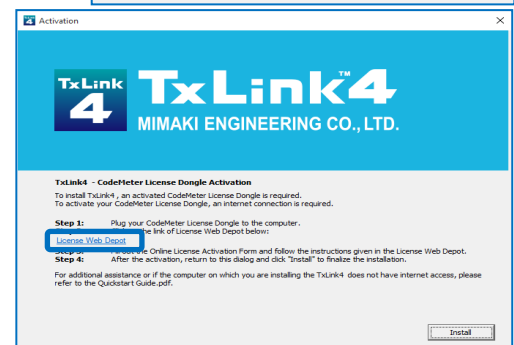 4 Activation
TxLink
4
TxLink™4
MIMAKI ENGINEERING CO., LTD.
TxLink4 - CodeMeter License Dongle Activation
To install TxLink4 , an activated CodeMeter License Dongle is required.
To activate your CodeMeter License Dongle, an internet connection is required.
Step 1: Plug your CodeMeter License Dongle to the computer.
the link of License Web Depot below:
License Web Depot
the Online License Activation Form and follow the instructions given in the License Web Depot.
Step 4: After the activation, return to this dialog and click "Install" to finalize the installation.
For additional assistance or if the computer on which you are installing the TxLink4 does not have internet access, please
refer to the Quickstart Guide.pdf.
Install